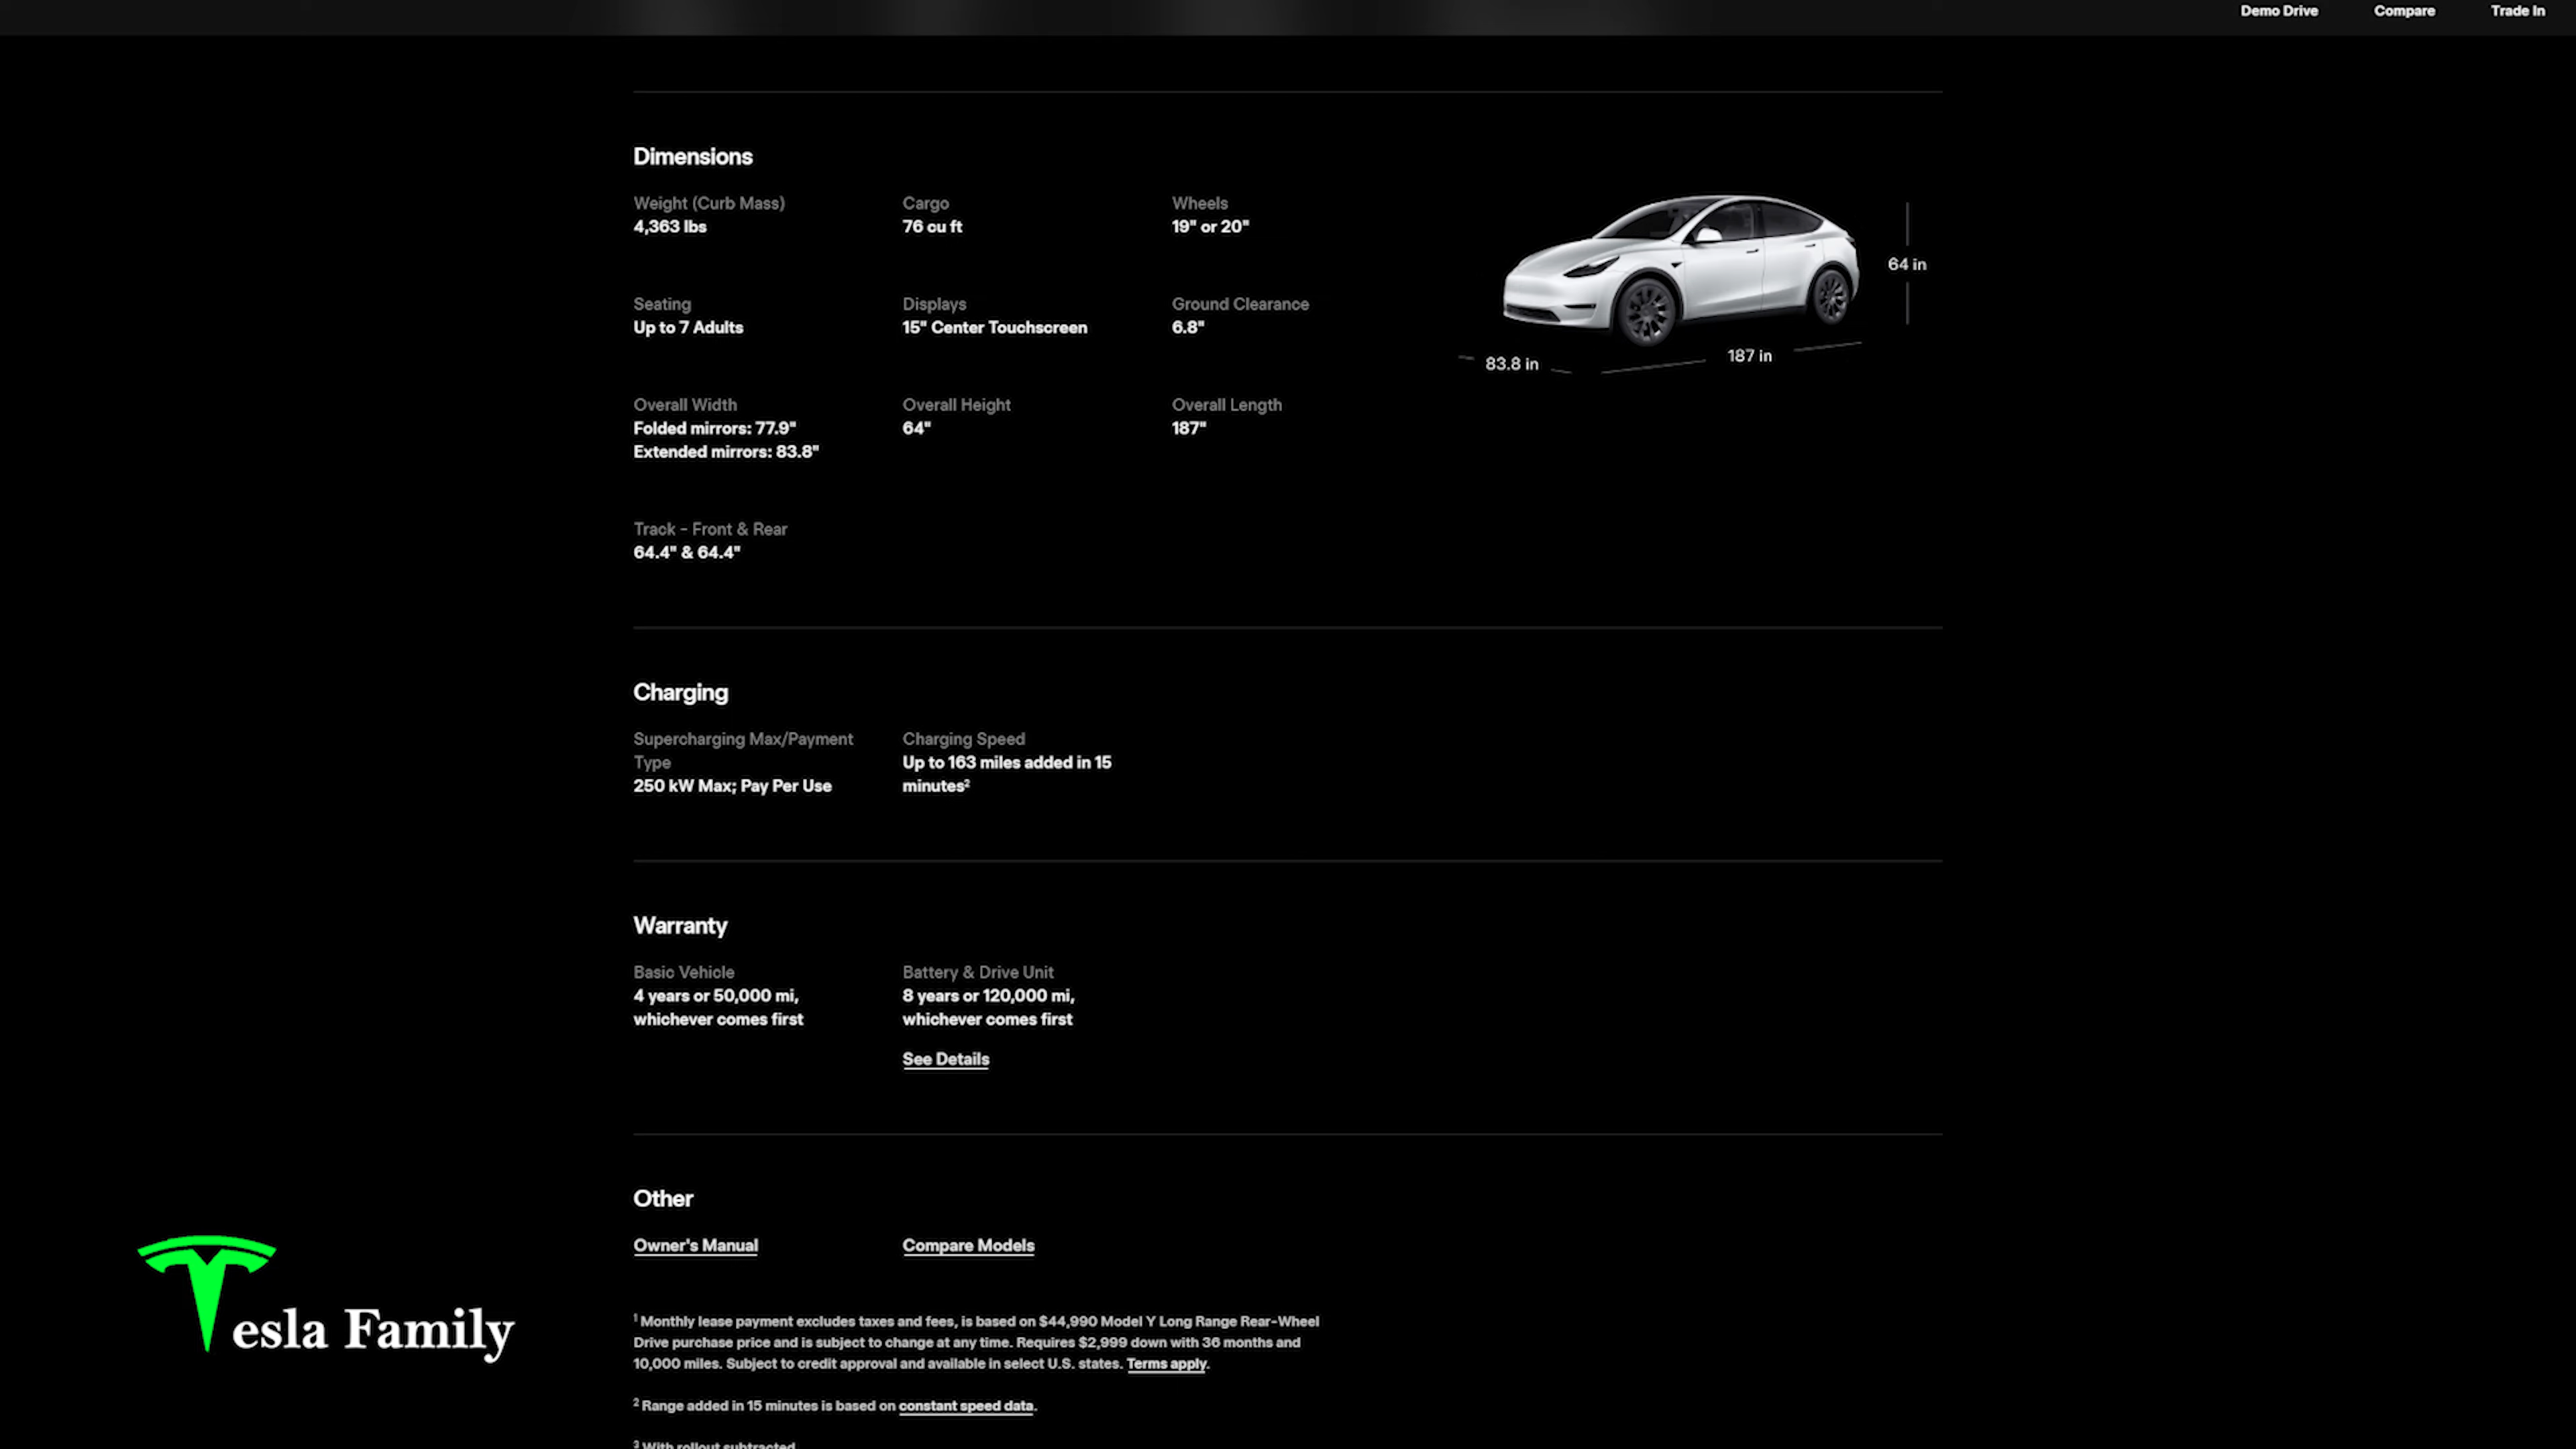 Demo Drive
Compare
Trade In
Dimensions
Weight (Curb Mass)
4,363 lbs
Cargo
76 cu ft
Wheels
19" or 20"
Seating
Up to 7 Adults
Displays
15" Center Touchscreen
Ground Clearance
6.8"
Overall Width
Folded mirrors: 77.9"
Extended mirrors: 83.8"
Overall Height
64"
Overall Length
187"
Track - Front & Rear
64.4" & 64.4"
64 in
83.8 in
187 in
Charging
Supercharging Max/Payment
Type
250 kW Max; Pay Per Use
Charging Speed
Up to 163 miles added in 15
minutes²
Warranty
Basic Vehicle
4 years or 50,000 mi,
whichever comes first
Battery & Drive Unit
8 years or 120,000 mi,
whichever comes first
See Details
Other
Owner's Manual
Compare Models
¹ Monthly lease payment excludes taxes and fees, is based on $44,990 Model Y Long Range Rear-Wheel
Drive purchase price and is subject to change at any time. Requires $2,999 down with 36 months and
10,000 miles. Subject to credit approval and available in select U.S. states. Terms apply.
² Range added in 15 minutes is based on constant speed data.
³ With rollout subtracted
Tesla Family